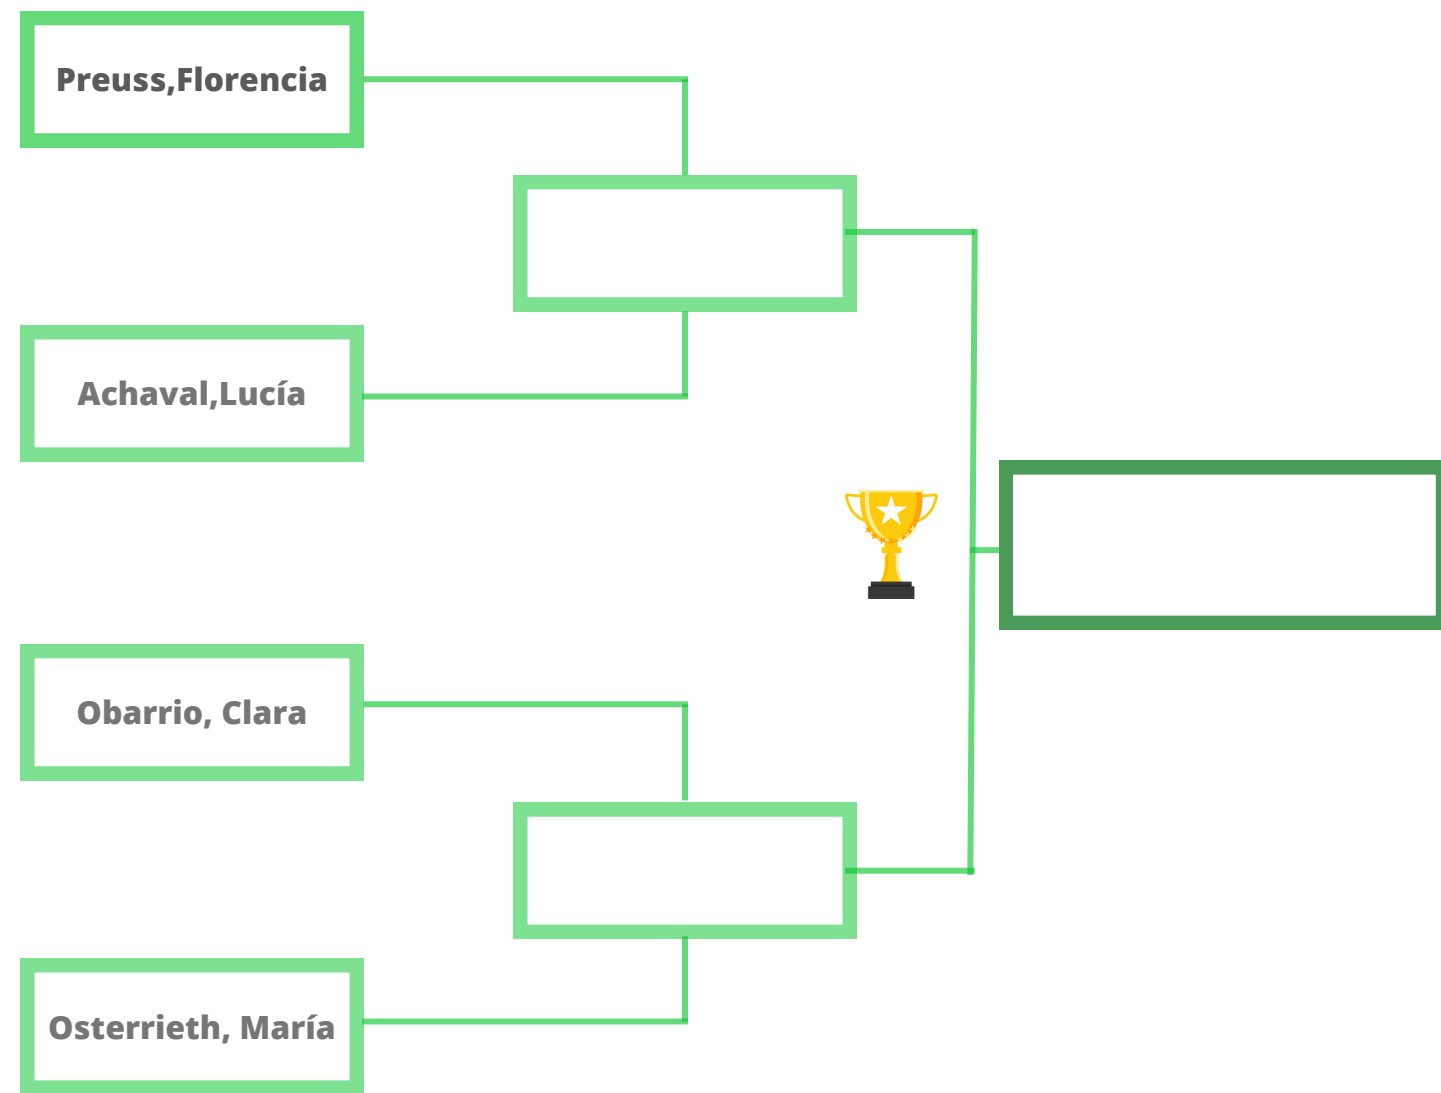 Preuss,Florencia
Achaval,Lucía
Obarrio, Clara
Osterrieth, María